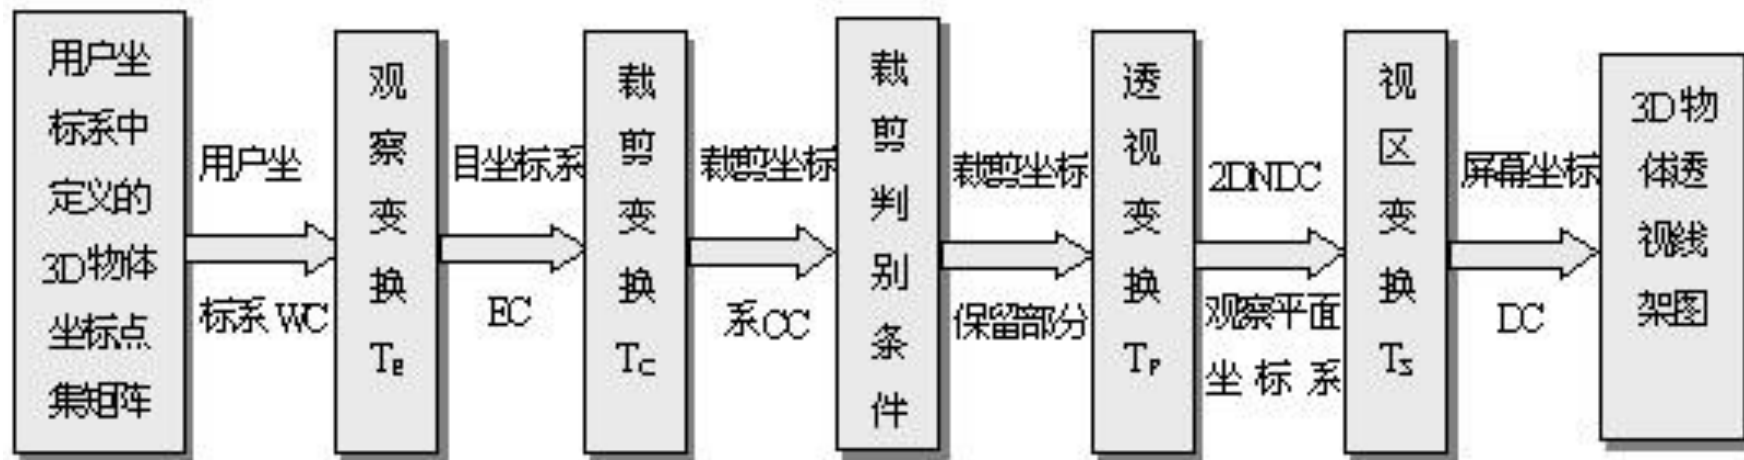 用户坐
标系中
定义的
3D物体
坐标点
集矩阵
用户坐
标系 WC
观
察
变
换
TE
目坐标系
EC
裁
剪
变
换
TC
裁剪坐标
系 CC
裁
剪
判
别
条
件
裁剪坐标
保留部分
透
视
变
换
TP
2DNDC
观察平面
坐 标 系
视
区
变
换
TS
屏幕坐标
DC
3D 物
体透
视线
架图